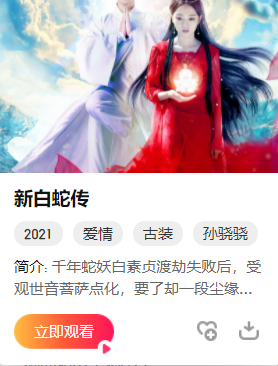 新白蛇传
2021 爱情 古装 孙骁骁
简介: 千年蛇妖白素贞渡劫失败后，受
观世音菩萨点化，要了却一段尘缘...
立即观看